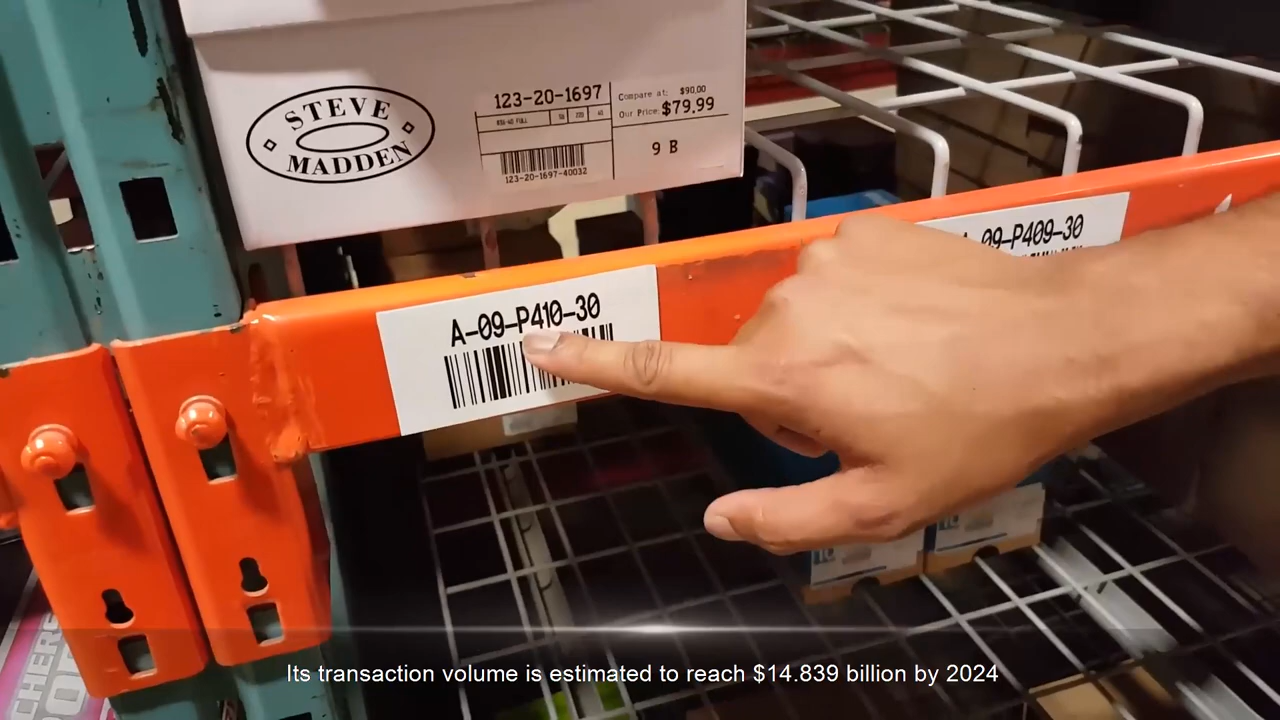 STEVE
MADDEN
123-20-1697
123-20-1697-40032
Compare at: $90.00
Our Price: $79.99
9 B
09-P409-30
A-09-P410-30
Its transaction volume is estimated to reach $14.839 billion by 2024